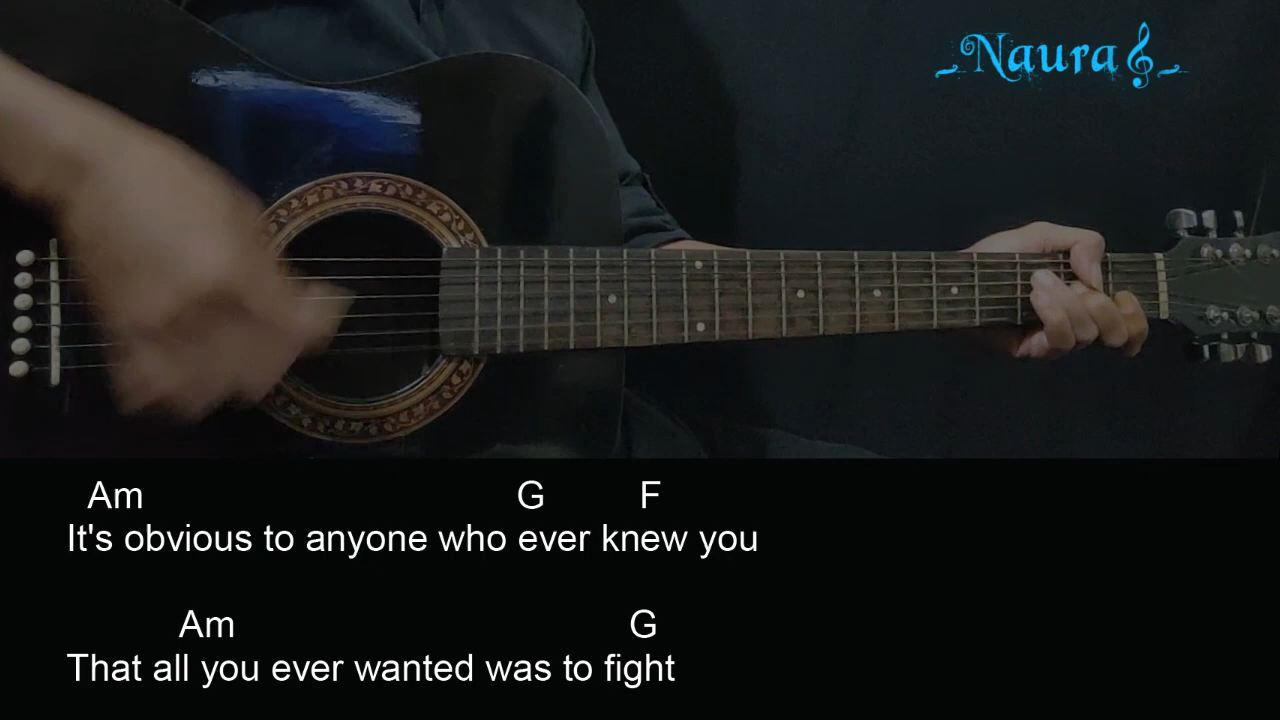 Naura
Am G F
It's obvious to anyone who ever knew you
Am G
That all you ever wanted was to fight